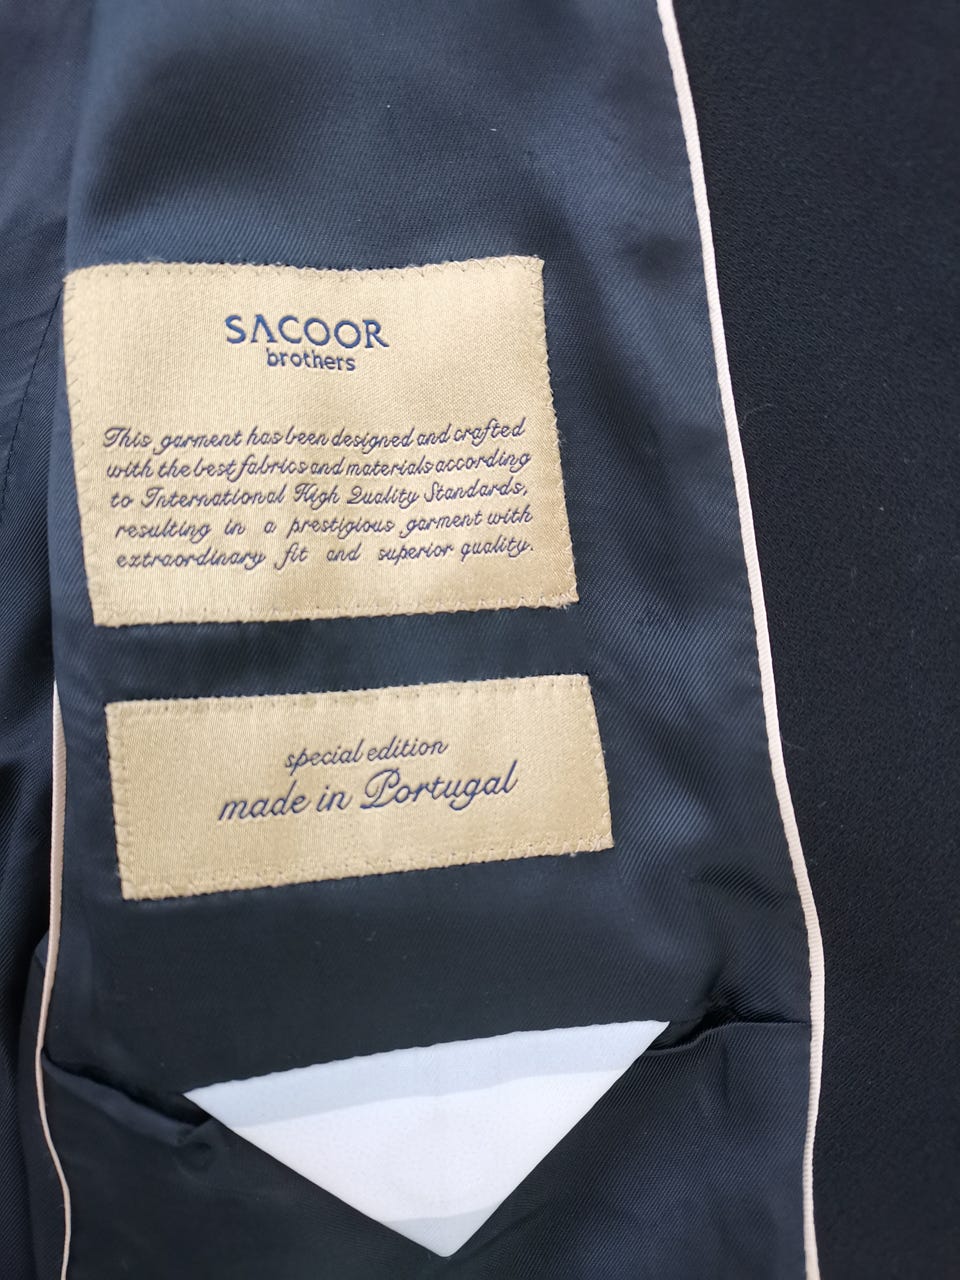 SACOOR
brothers
This garment has been designed and crafted
with the best fabrics and materials according
to International High Quality Standards,
resulting in a prestigious garment with
extraordinary fit and superior quality.
special edition
made in Portugal